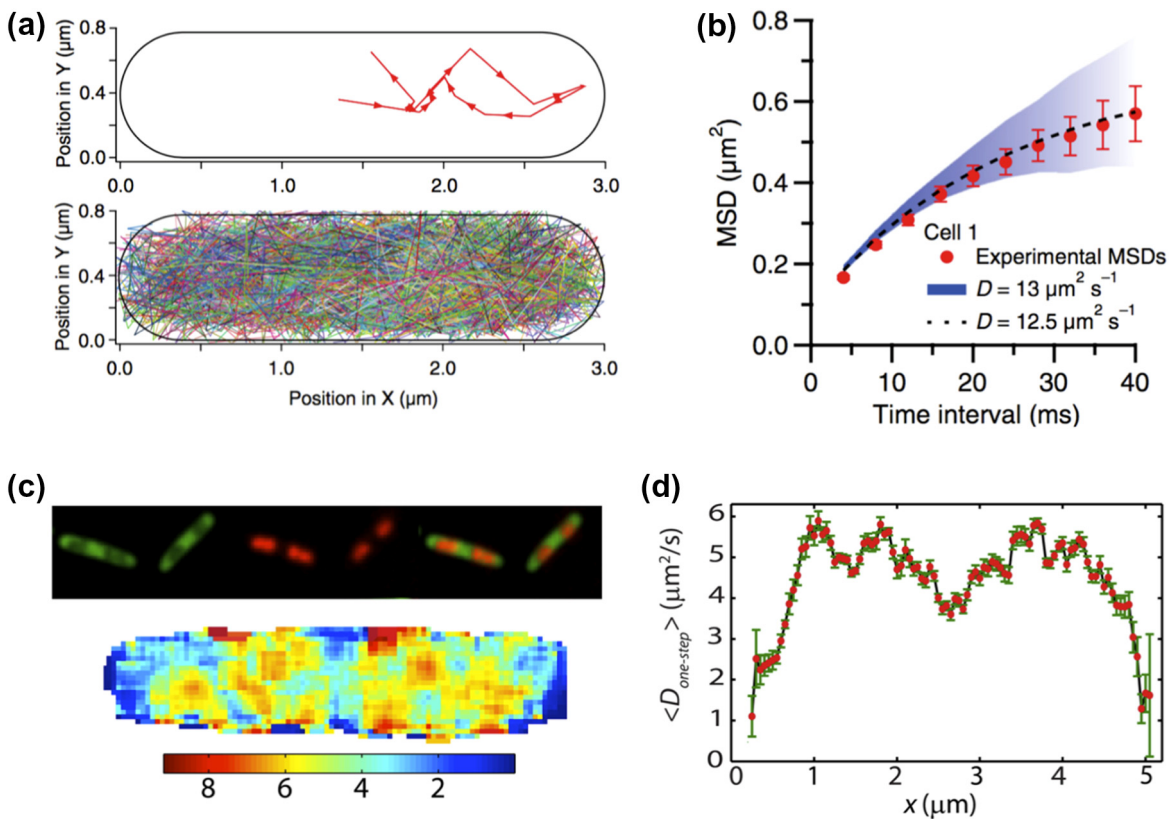 (a)
Position in Y (µm)
0.8
0.4
0.0
0.0 1.0 2.0 3.0
Position in Y (µm)
0.8
0.4
0.0
0.0 1.0 2.0 3.0
Position in X (µm)
(b)
MSD (µm²)
0.8
0.6
0.4
0.2
0.0
Cell 1
Experimental MSDs
D = 13 µm² s⁻¹
D = 12.5 µm² s⁻¹
0 10 20 30 40
Time interval (ms)
(c)
8 6 4 2
(d)
<D one-step> (µm²/s)
6
5
4
3
2
1
0
0 1 2 3 4 5
x (µm)